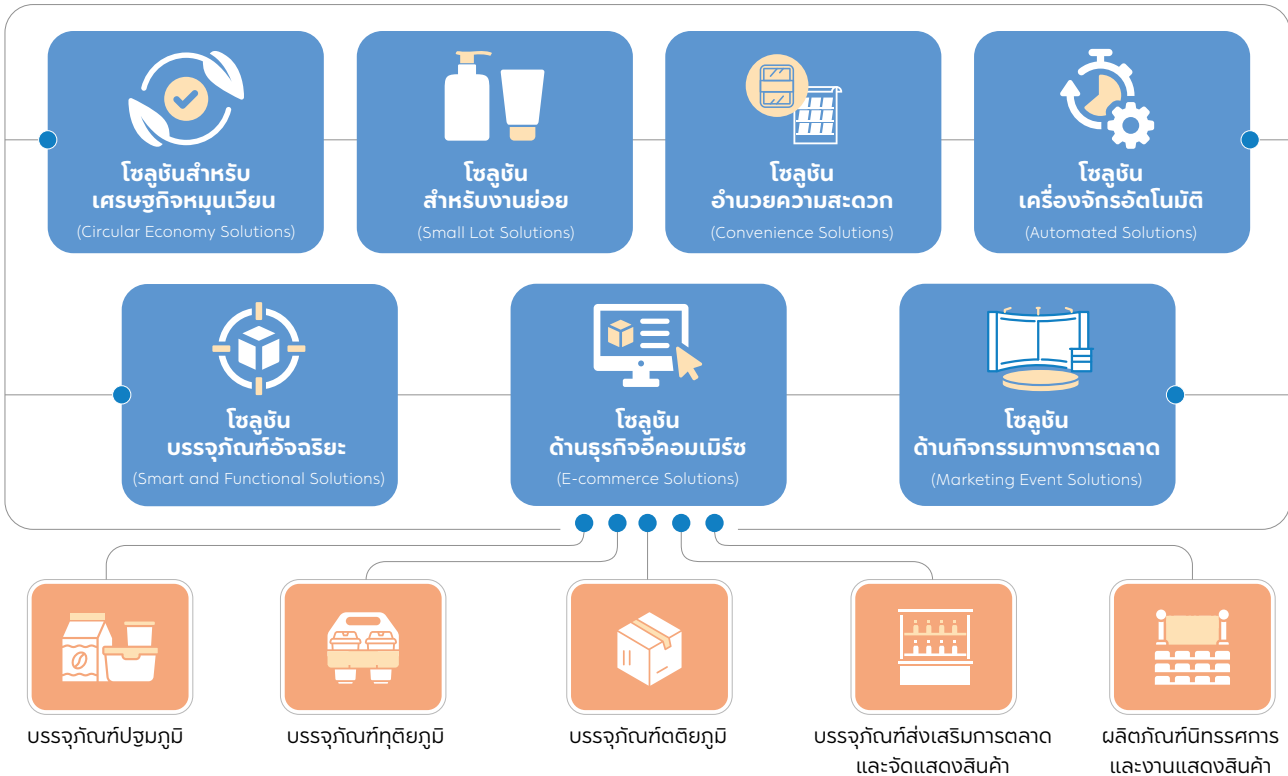 โซลูชันสำหรับ
เศรษฐกิจหมุนเวียน
(Circular Economy Solutions)
โซลูชัน
สำหรับงานย่อย
(Small Lot Solutions)
โซลูชัน
อำนวยความสะดวก
(Convenience Solutions)
โซลูชัน
เครื่องจักรอัตโนมัติ
(Automated Solutions)
โซลูชัน
บรรจุภัณฑ์อัจฉริยะ
(Smart and Functional Solutions)
โซลูชัน
ด้านธุรกิจอีคอมเมิร์ซ
(E-commerce Solutions)
โซลูชัน
ด้านกิจกรรมทางการตลาด
(Marketing Event Solutions)
บรรจุภัณฑ์ปฐมภูมิ
บรรจุภัณฑ์ทุติยภูมิ
บรรจุภัณฑ์ตติยภูมิ
บรรจุภัณฑ์ส่งเสริมการตลาด
และจัดแสดงสินค้า
ผลิตภัณฑ์นิทรรศการ
และงานแสดงสินค้า